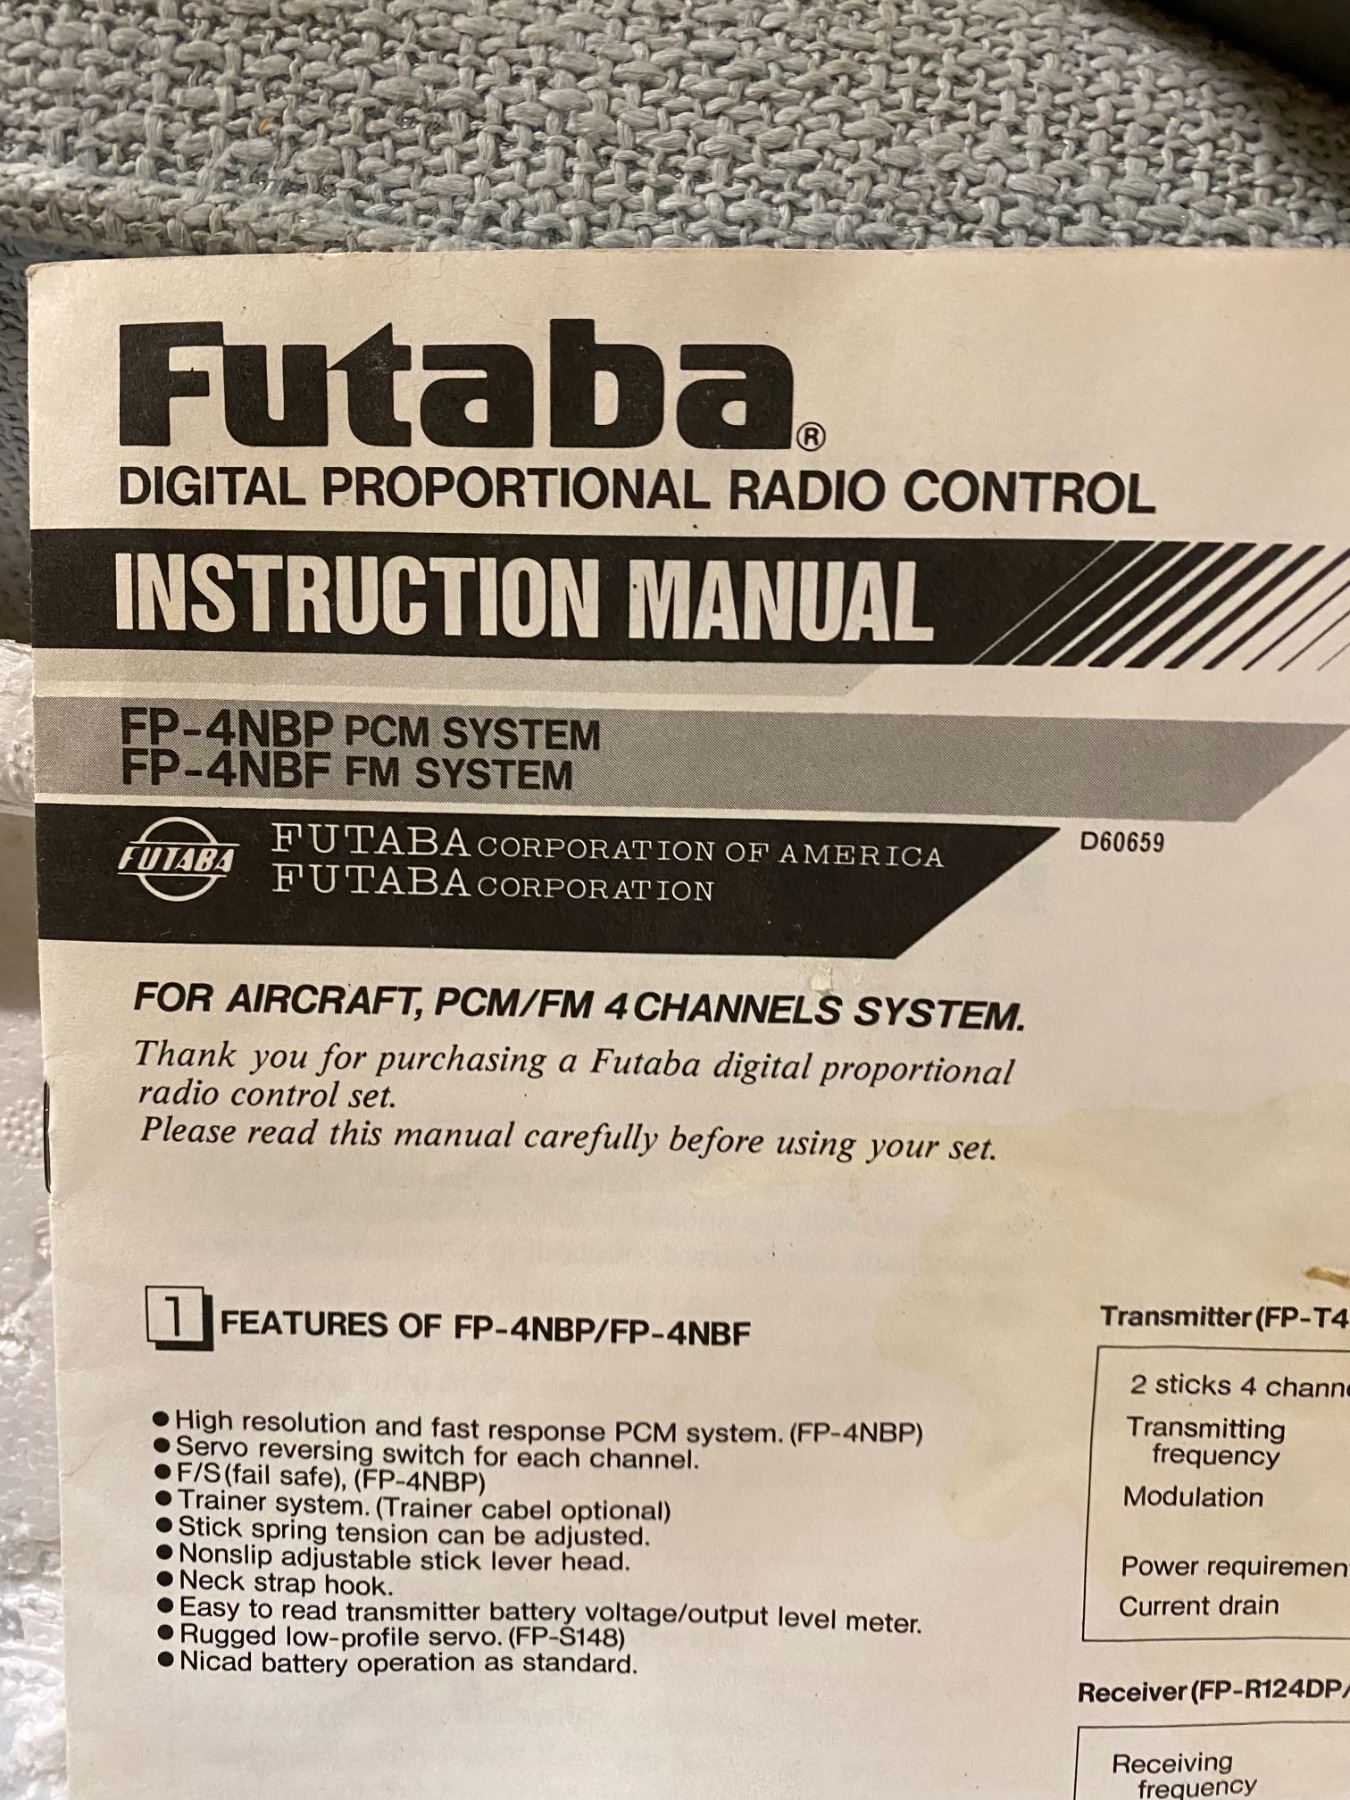 Futaba®
DIGITAL PROPORTIONAL RADIO CONTROL
INSTRUCTION MANUAL
FP-4NBP PCM SYSTEM
FP-4NBF FM SYSTEM
FUTABA
FUTABA CORPORATION OF AMERICA
FUTABA CORPORATION
D60659
FOR AIRCRAFT, PCM/FM 4 CHANNELS SYSTEM.
Thank you for purchasing a Futaba digital proportional
radio control set.
Please read this manual carefully before using your set.
1 FEATURES OF FP-4NBP/FP-4NBF
●High resolution and fast response PCM system. (FP-4NBP)
●Servo reversing switch for each channel.
●F/S(fail safe), (FP-4NBP)
●Trainer system. (Trainer cabel optional)
●Stick spring tension can be adjusted.
●Nonslip adjustable stick lever head.
●Neck strap hook.
●Easy to read transmitter battery voltage/output level meter.
●Rugged low-profile servo. (FP-S148)
●Nicad battery operation as standard.
Transmitter (FP-T4
2 sticks 4 channe
Transmitting
frequency
Modulation
Power requiremen
Current drain
Receiver (FP-R124DP/
Receiving
frequency